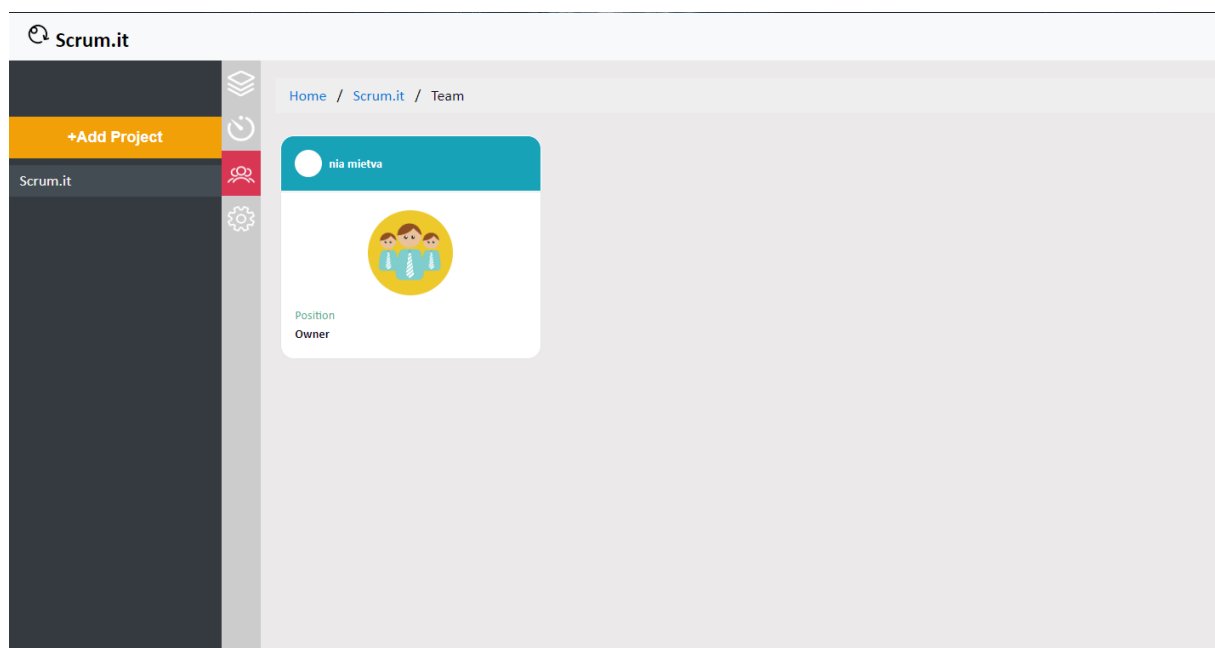 Scrum.it
+Add Project
Scrum.it
Home / Scrum.it / Team
nia mietva
Position
Owner